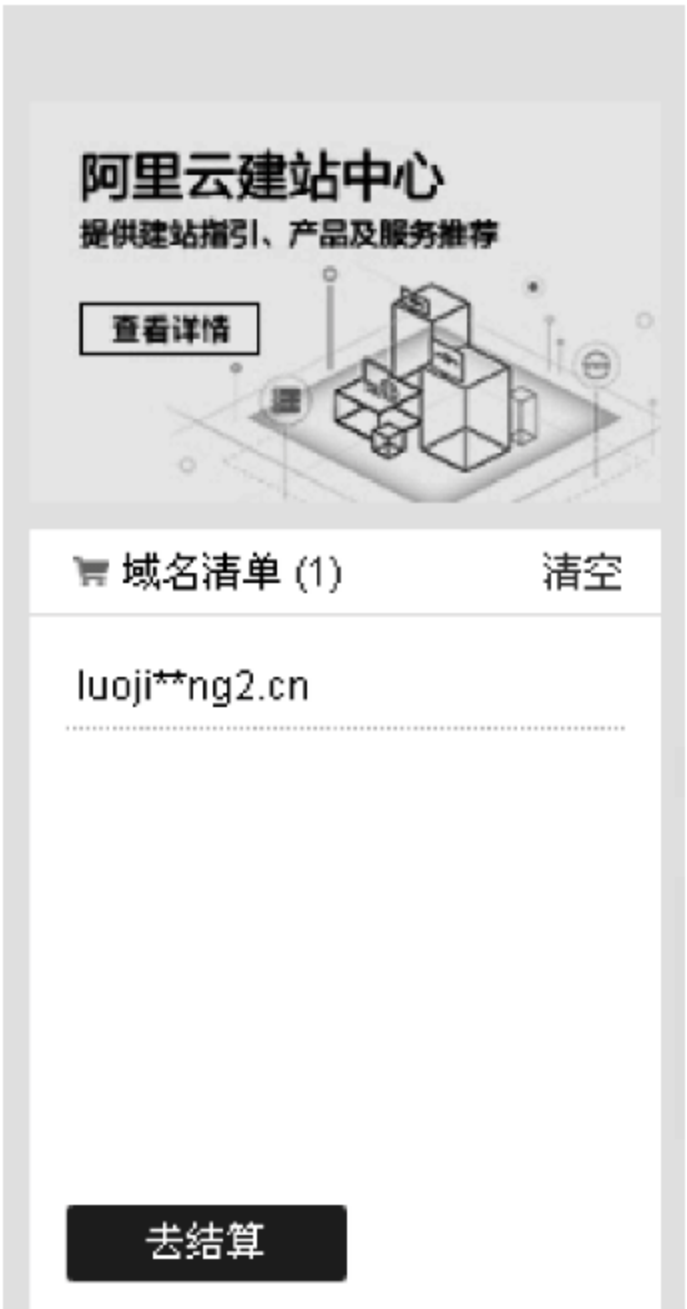 阿里云建站中心
提供建站指引、产品及服务推荐
查看详情
域名清单 (1) 清空
luoji**ng2.cn
去结算